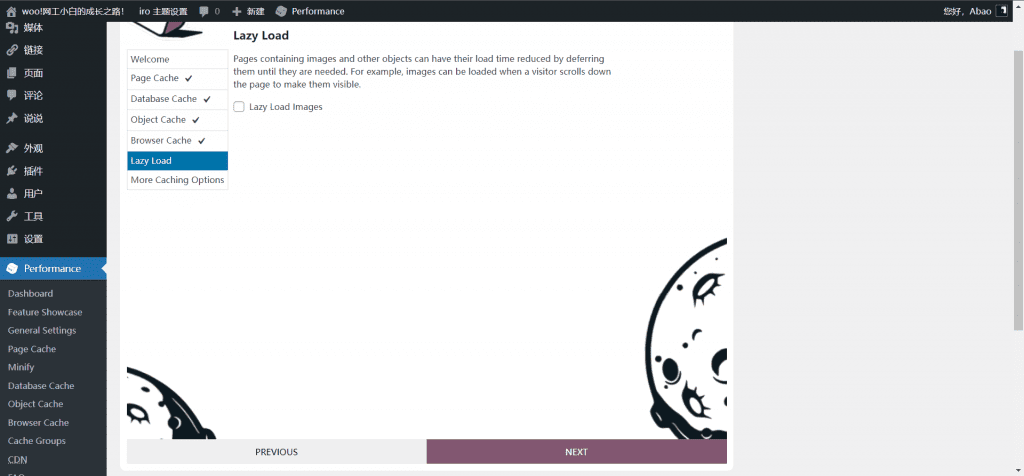 woo!网工小白的成长之路! iro 主题设置 0 新建 Performance 您好，Abao
媒体
链接
页面
评论
说说
外观
插件
用户
工具
设置
Performance
Dashboard
Feature Showcase
General Settings
Page Cache
Minify
Database Cache
Object Cache
Browser Cache
Cache Groups
CDN
Welcome
Page Cache
Database Cache
Object Cache
Browser Cache
Lazy Load
More Caching Options
Lazy Load
Pages containing images and other objects can have their load time reduced by deferring
them until they are needed. For example, images can be loaded when a visitor scrolls down
the page to make them visible.
Lazy Load Images
PREVIOUS
NEXT